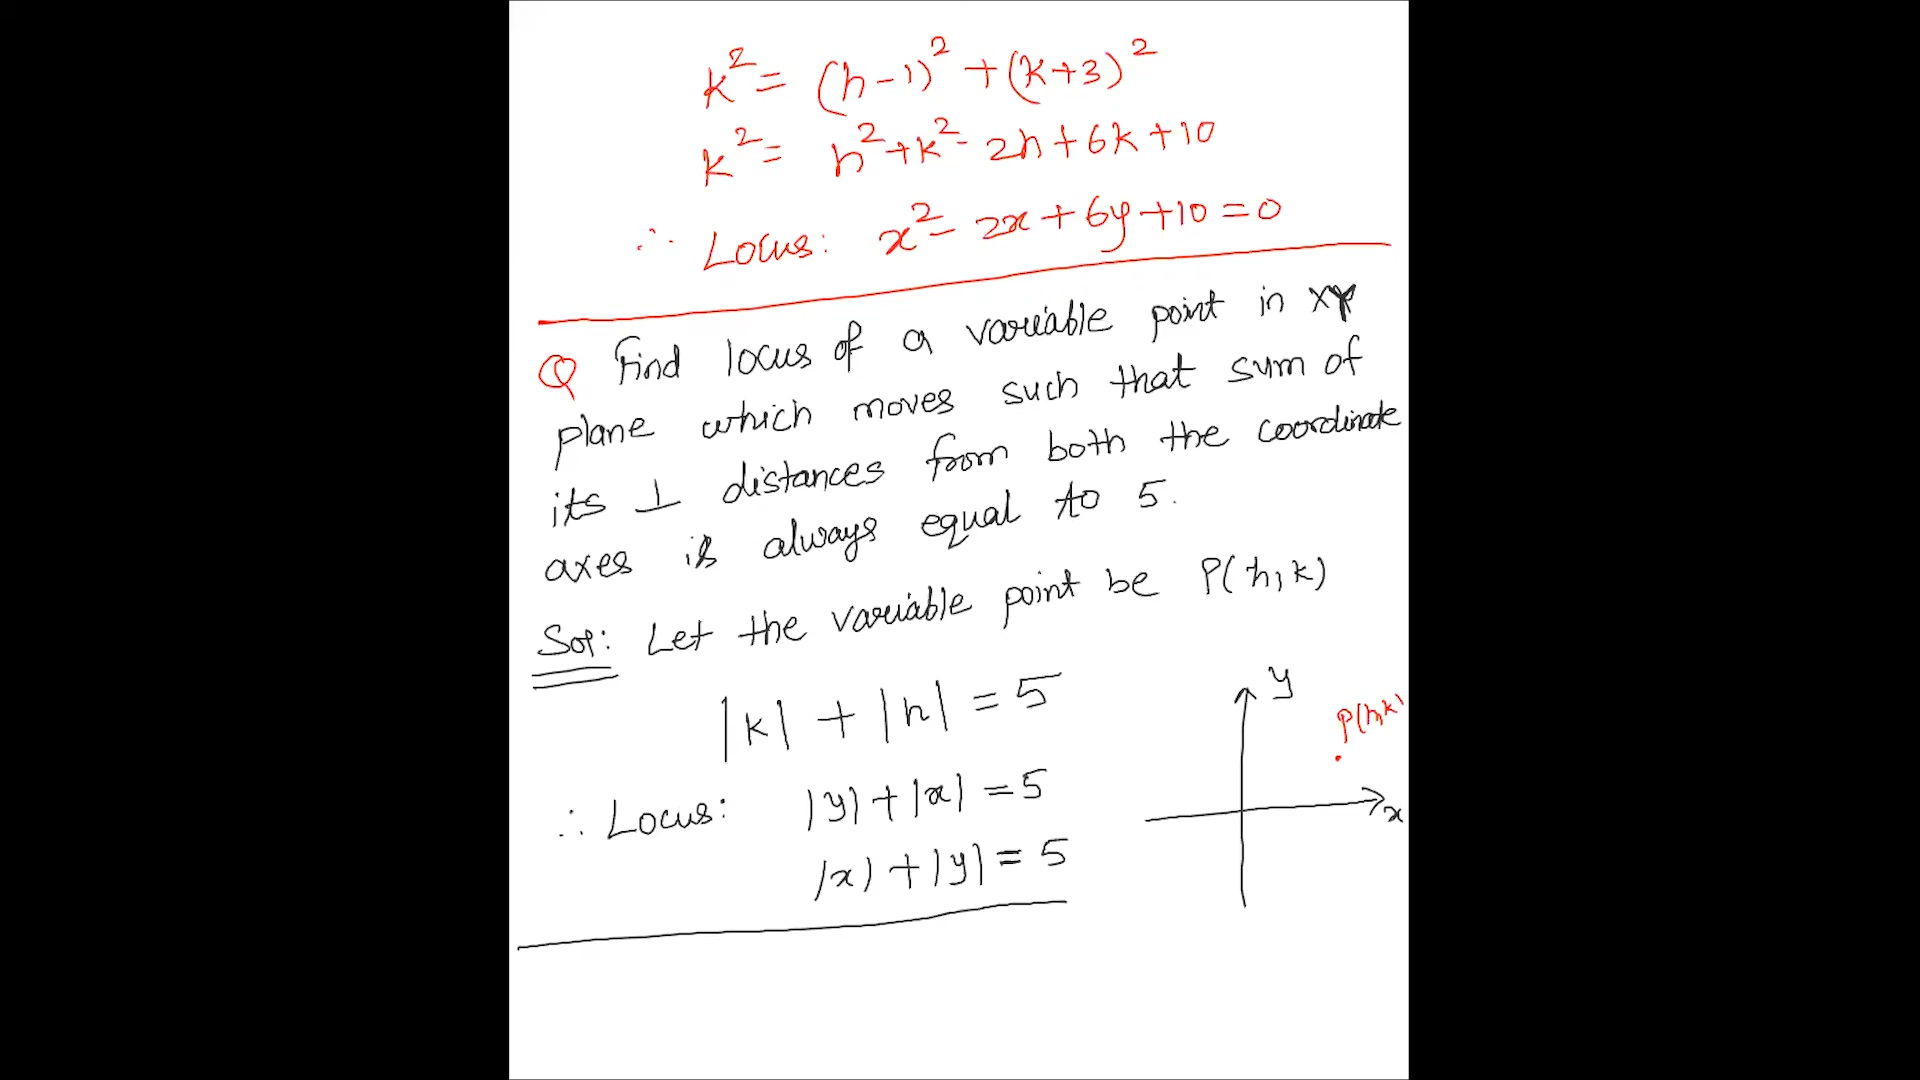 k² = (h-1)² + (k+3)²
k² = h² + k² - 2h + 6k + 10
∴ Locus: x² - 2x + 6y + 10 = 0
Q Find locus of a variable point in XY
plane which moves such that sum of
its ⊥ distances from both the coordinate
axes is always equal to 5.
Sol: Let the variable point be P(h,k)
|k| + |h| = 5
y
P(h,k)
∴ Locus: |y| + |x| = 5
x
|x| + |y| = 5